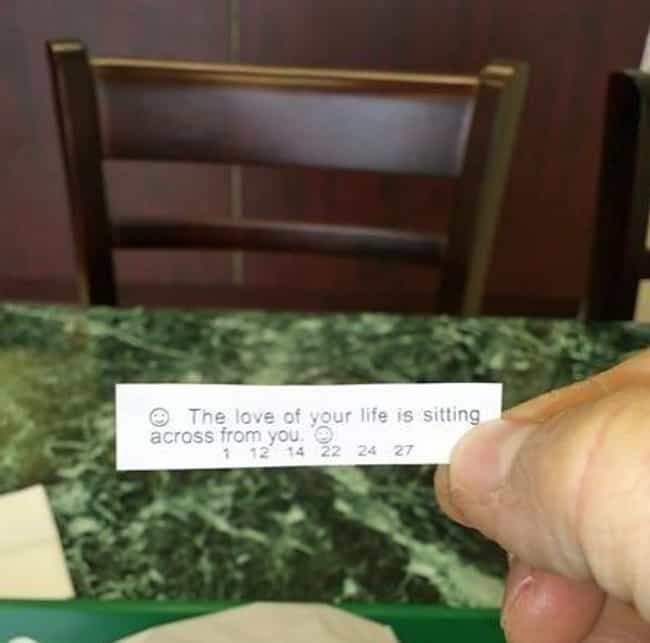 ☺ The love of your life is sitting
across from you. ☺
1 12 14 22 24 27